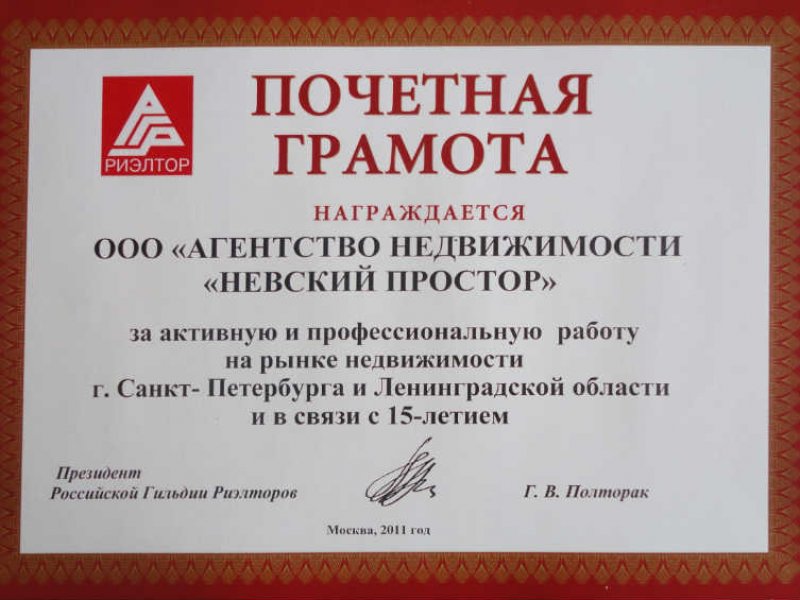 РИЭЛТОР
ПОЧЕТНАЯ
ГРАМОТА
НАГРАЖДАЕТСЯ
ООО «АГЕНТСТВО НЕДВИЖИМОСТИ
«НЕВСКИЙ ПРОСТОР»
за активную и профессиональную работу
на рынке недвижимости
г. Санкт- Петербурга и Ленинградской области
и в связи с 15-летием
Президент
Российской Гильдии Риэлторов
Г. В. Полторак
Москва, 2011 год